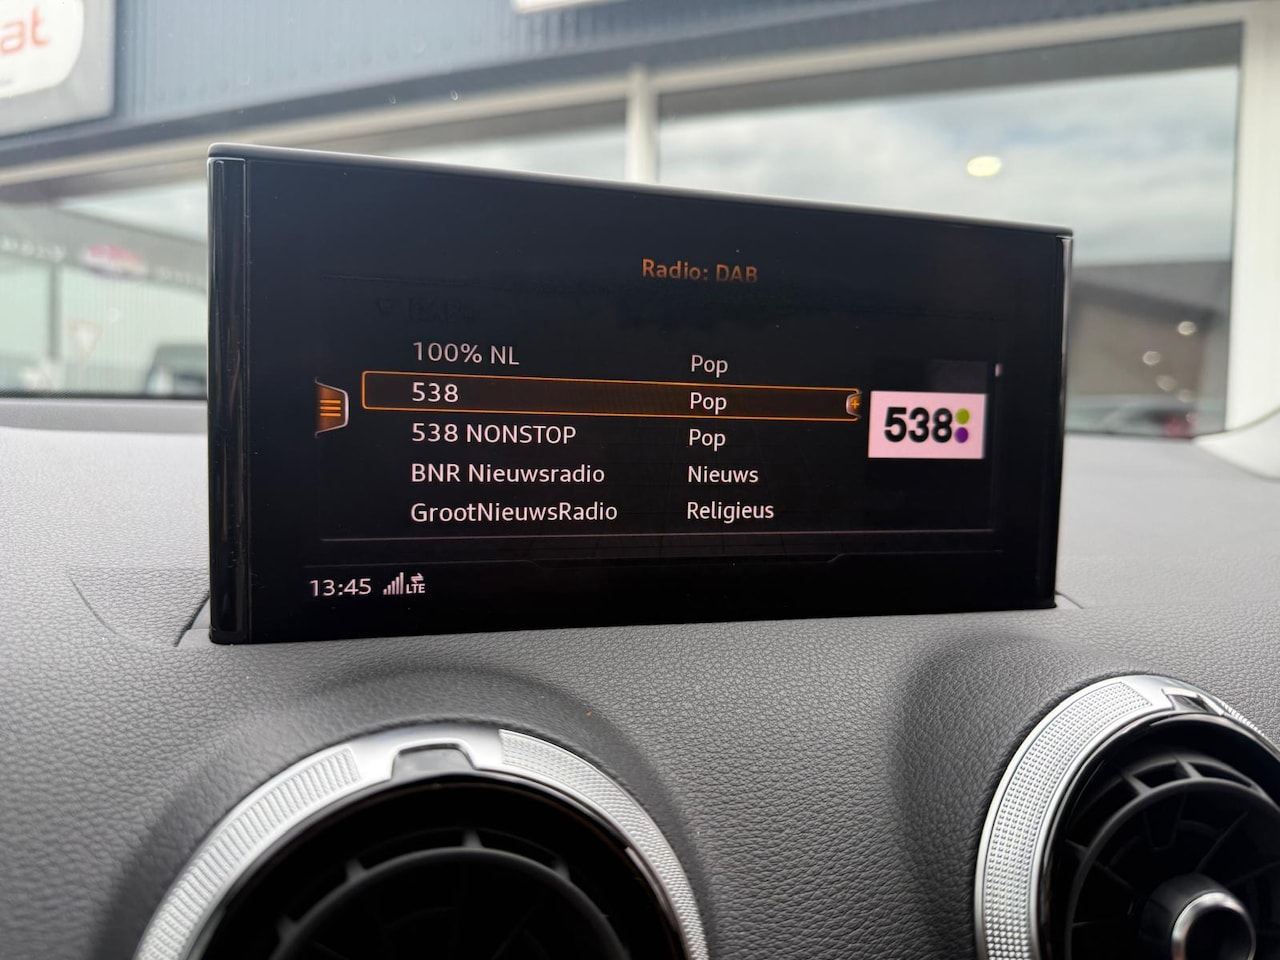 at
Radio: DAB
100% NL Pop
538 Pop
538
538 NONSTOP Pop
BNR Nieuwsradio Nieuws
GrootNieuwsRadio Religieus
13:45 LTE